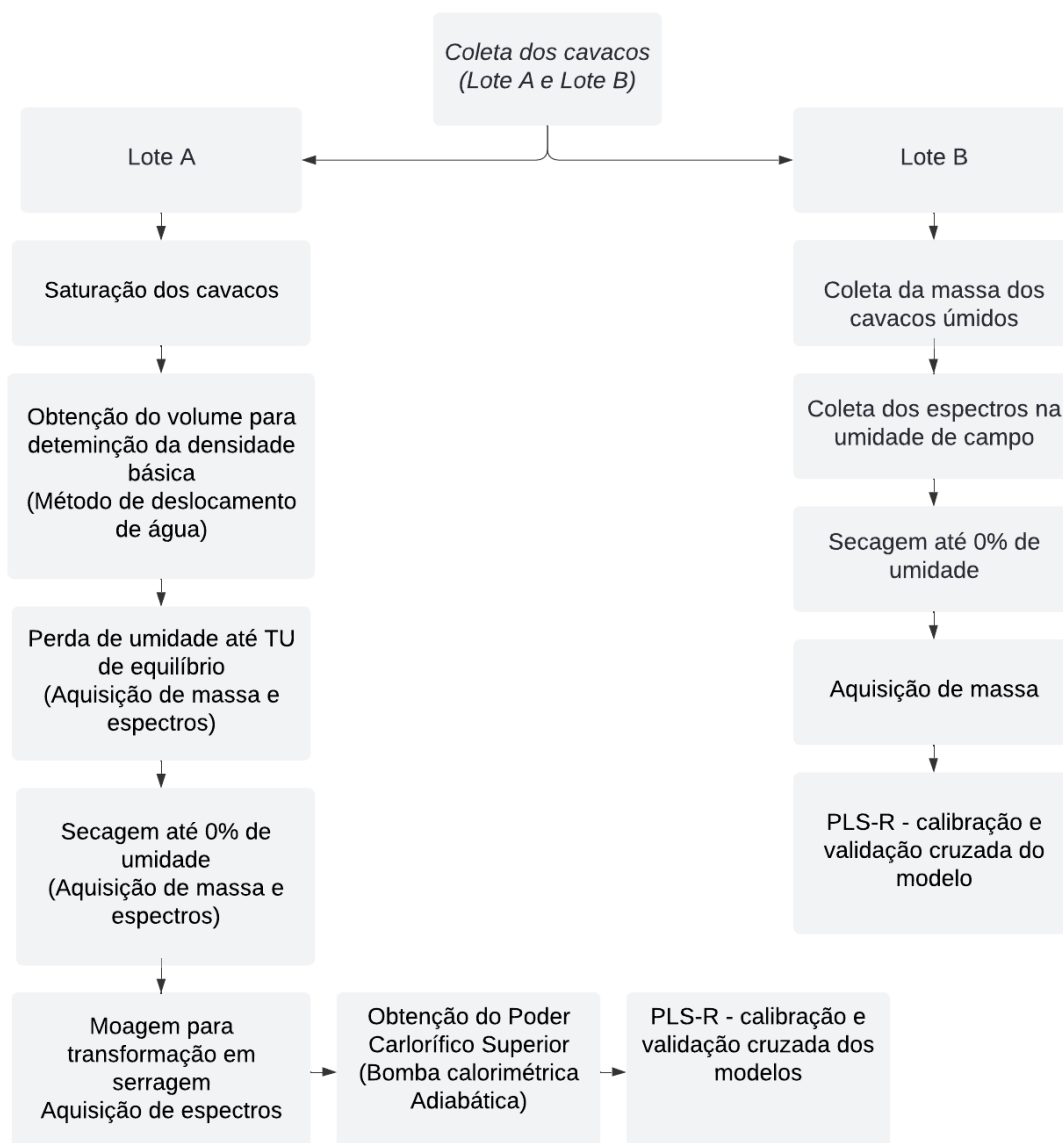 Coleta dos cavacos
(Lote A e Lote B)
Lote A
Saturação dos cavacos
Obtenção do volume para
deteminção da densidade
básica
(Método de deslocamento
de água)
Perda de umidade até TU
de equilíbrio
(Aquisição de massa e
espectros)
Secagem até 0% de
umidade
(Aquisição de massa e
espectros)
Moagem para
transformação em
serragem
Aquisição de espectros
Obtenção do Poder
Carlorífico Superior
(Bomba calorimétrica
Adiabática)
PLS-R - calibração e
validação cruzada dos
modelos
Lote B
Coleta da massa dos
cavacos úmidos
Coleta dos espectros na
umidade de campo
Secagem até 0% de
umidade
Aquisição de massa
PLS-R - calibração e
validação cruzada do
modelo